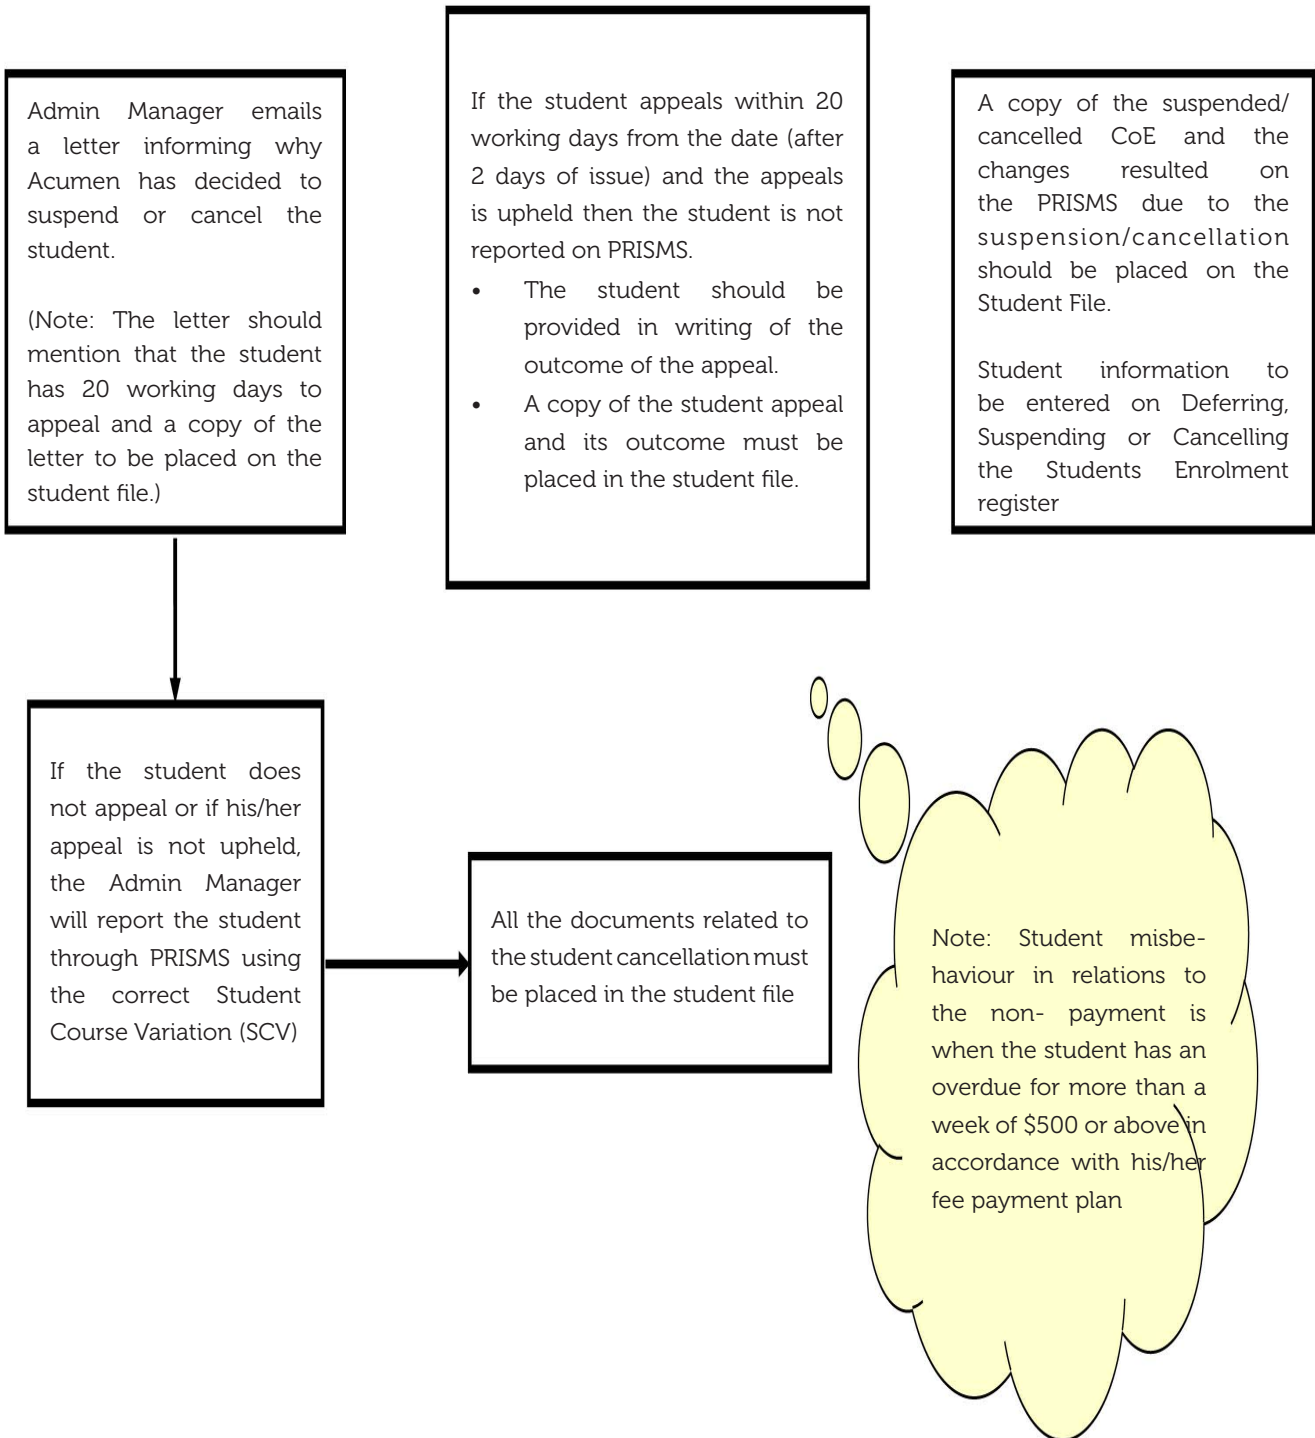 Admin Manager emails
a letter informing why
Acumen has decided to
suspend or cancel the
student.
(Note: The letter should
mention that the student
has 20 working days to
appeal and a copy of the
letter to be placed on the
student file.)
If the student appeals within 20
working days from the date (after
2 days of issue) and the appeals
is upheld then the student is not
reported on PRISMS.
• The student should be
provided in writing of the
outcome of the appeal.
• A copy of the student appeal
and its outcome must be
placed in the student file.
A copy of the suspended/
cancelled CoE and the
changes resulted on
the PRISMS due to the
suspension/cancellation
should be placed on the
Student File.
Student information to
be entered on Deferring,
Suspending or Cancelling
the Students Enrolment
register
If the student does
not appeal or if his/her
appeal is not upheld,
the Admin Manager
will report the student
through PRISMS using
the correct Student
Course Variation (SCV)
All the documents related to
the student cancellation must
be placed in the student file
Note: Student misbe-
haviour in relations to
the non- payment is
when the student has an
overdue for more than a
week of $500 or above in
accordance with his/her
fee payment plan